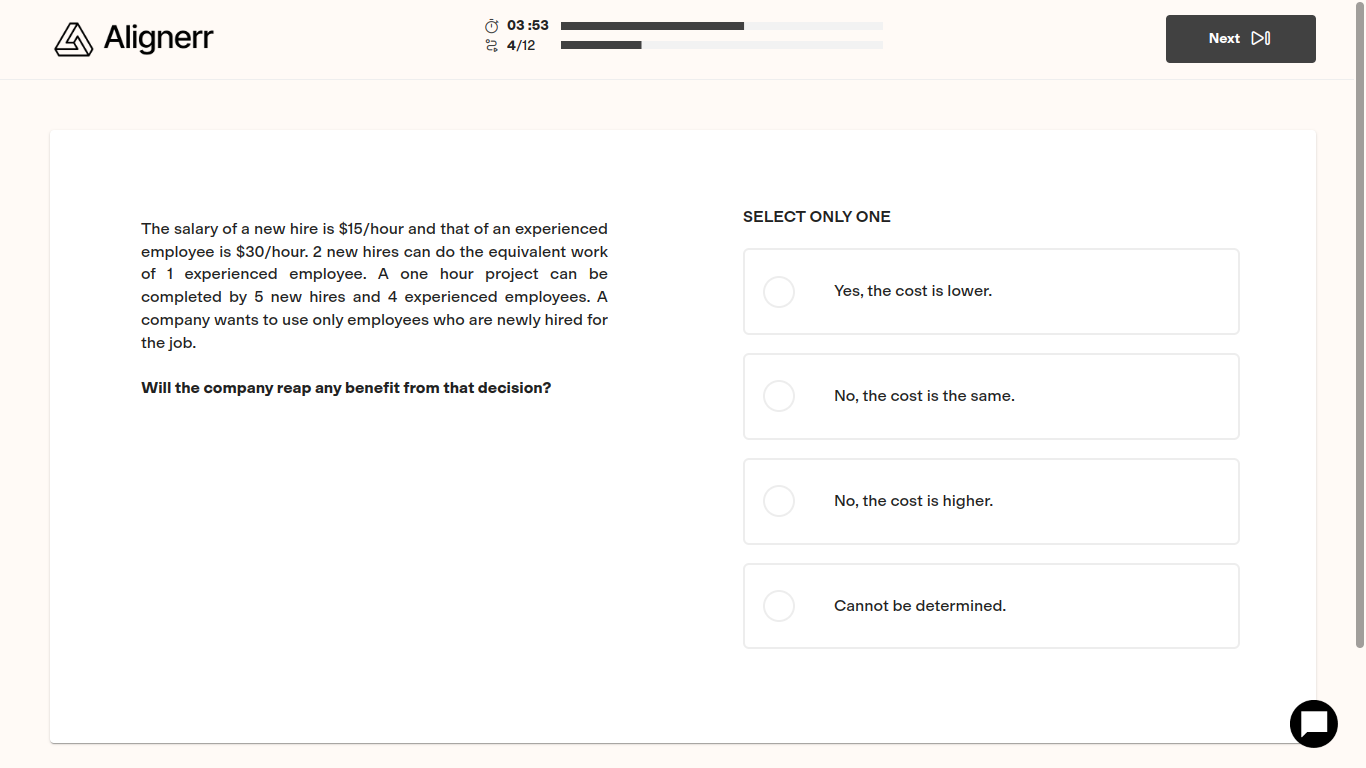 Alignerr
03 :53
4/12
Next
The salary of a new hire is $15/hour and that of an experienced
employee is $30/hour. 2 new hires can do the equivalent work
of 1 experienced employee. A one hour project can be
completed by 5 new hires and 4 experienced employees. A
company wants to use only employees who are newly hired for
the job.
Will the company reap any benefit from that decision?
SELECT ONLY ONE
Yes, the cost is lower.
No, the cost is the same.
No, the cost is higher.
Cannot be determined.